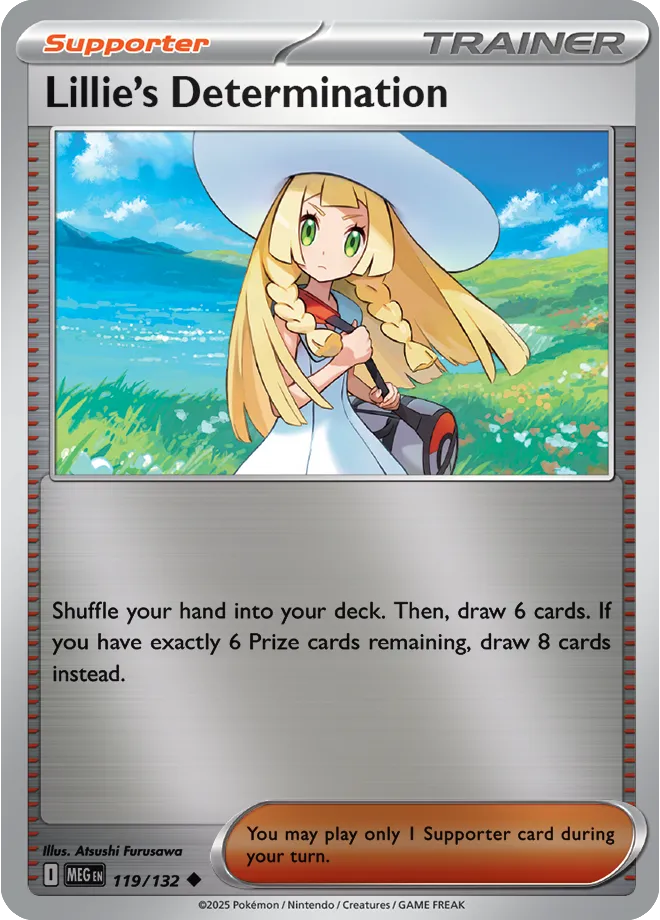 Supporter
TRAINER
Lillie's Determination
Shuffle your hand into your deck. Then, draw 6 cards. If
you have exactly 6 Prize cards remaining, draw 8 cards
instead.
Illus. Atsushi Furusawa
You may play only 1 Supporter card during
your turn.
I MEG EN 119/132 ◆
©2025 Pokémon / Nintendo / Creatures / GAME FREAK